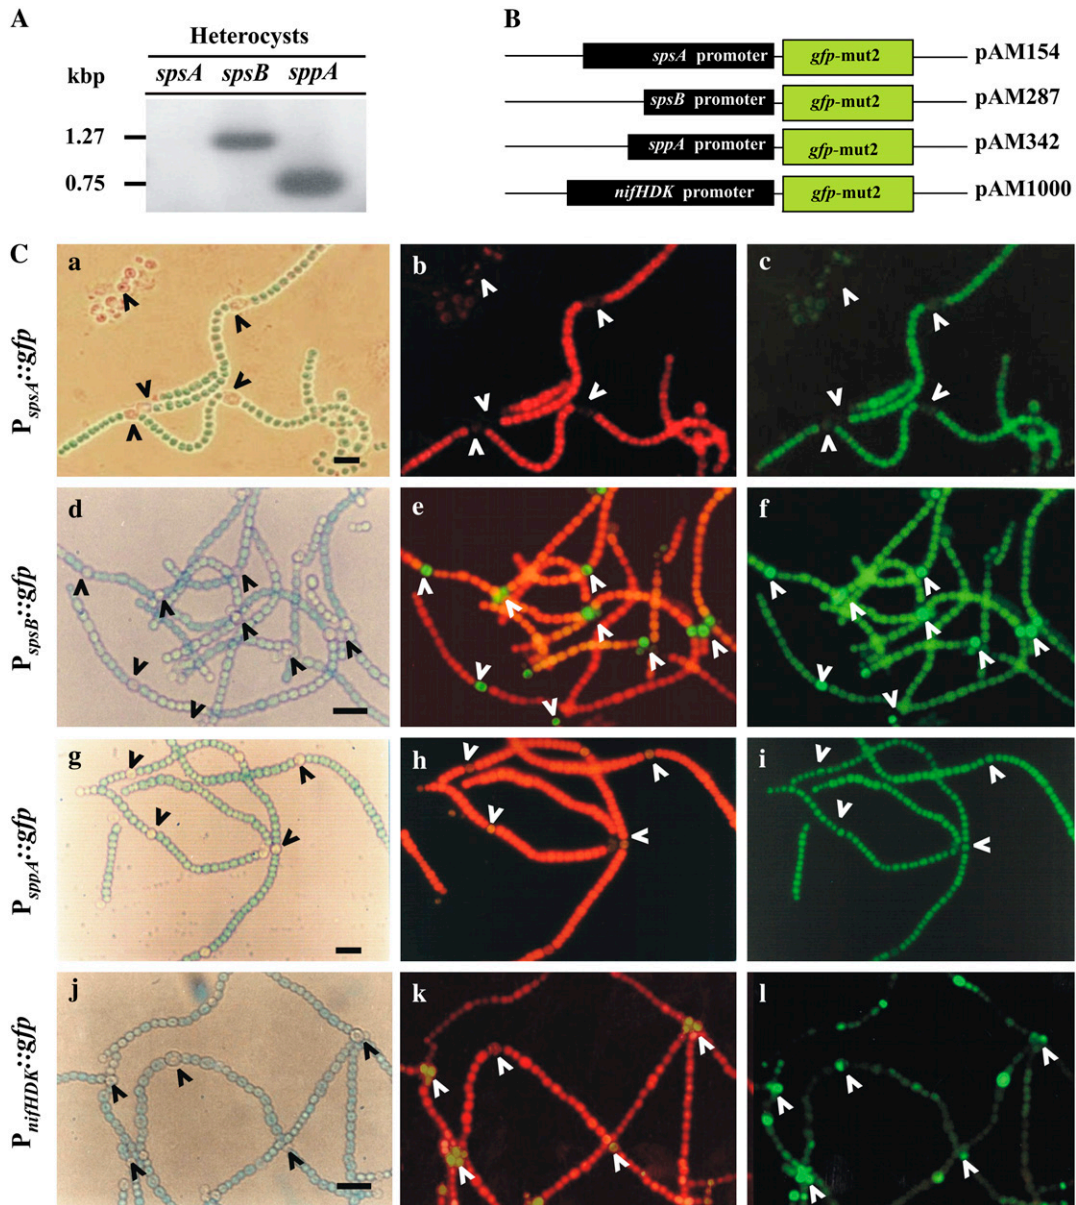 A
Heterocysts
kbp
spsA spsB sppA
1.27
0.75
B
spsA promoter gfp-mut2 pAM154
spsB promoter gfp-mut2 pAM287
sppA promoter gfp-mut2 pAM342
nifHDK promoter gfp-mut2 pAM1000
C
PspsA::gfp
a b c
PspsB::gfp
d e f
PsppA::gfp
g h i
PnifHDK::gfp
j k l